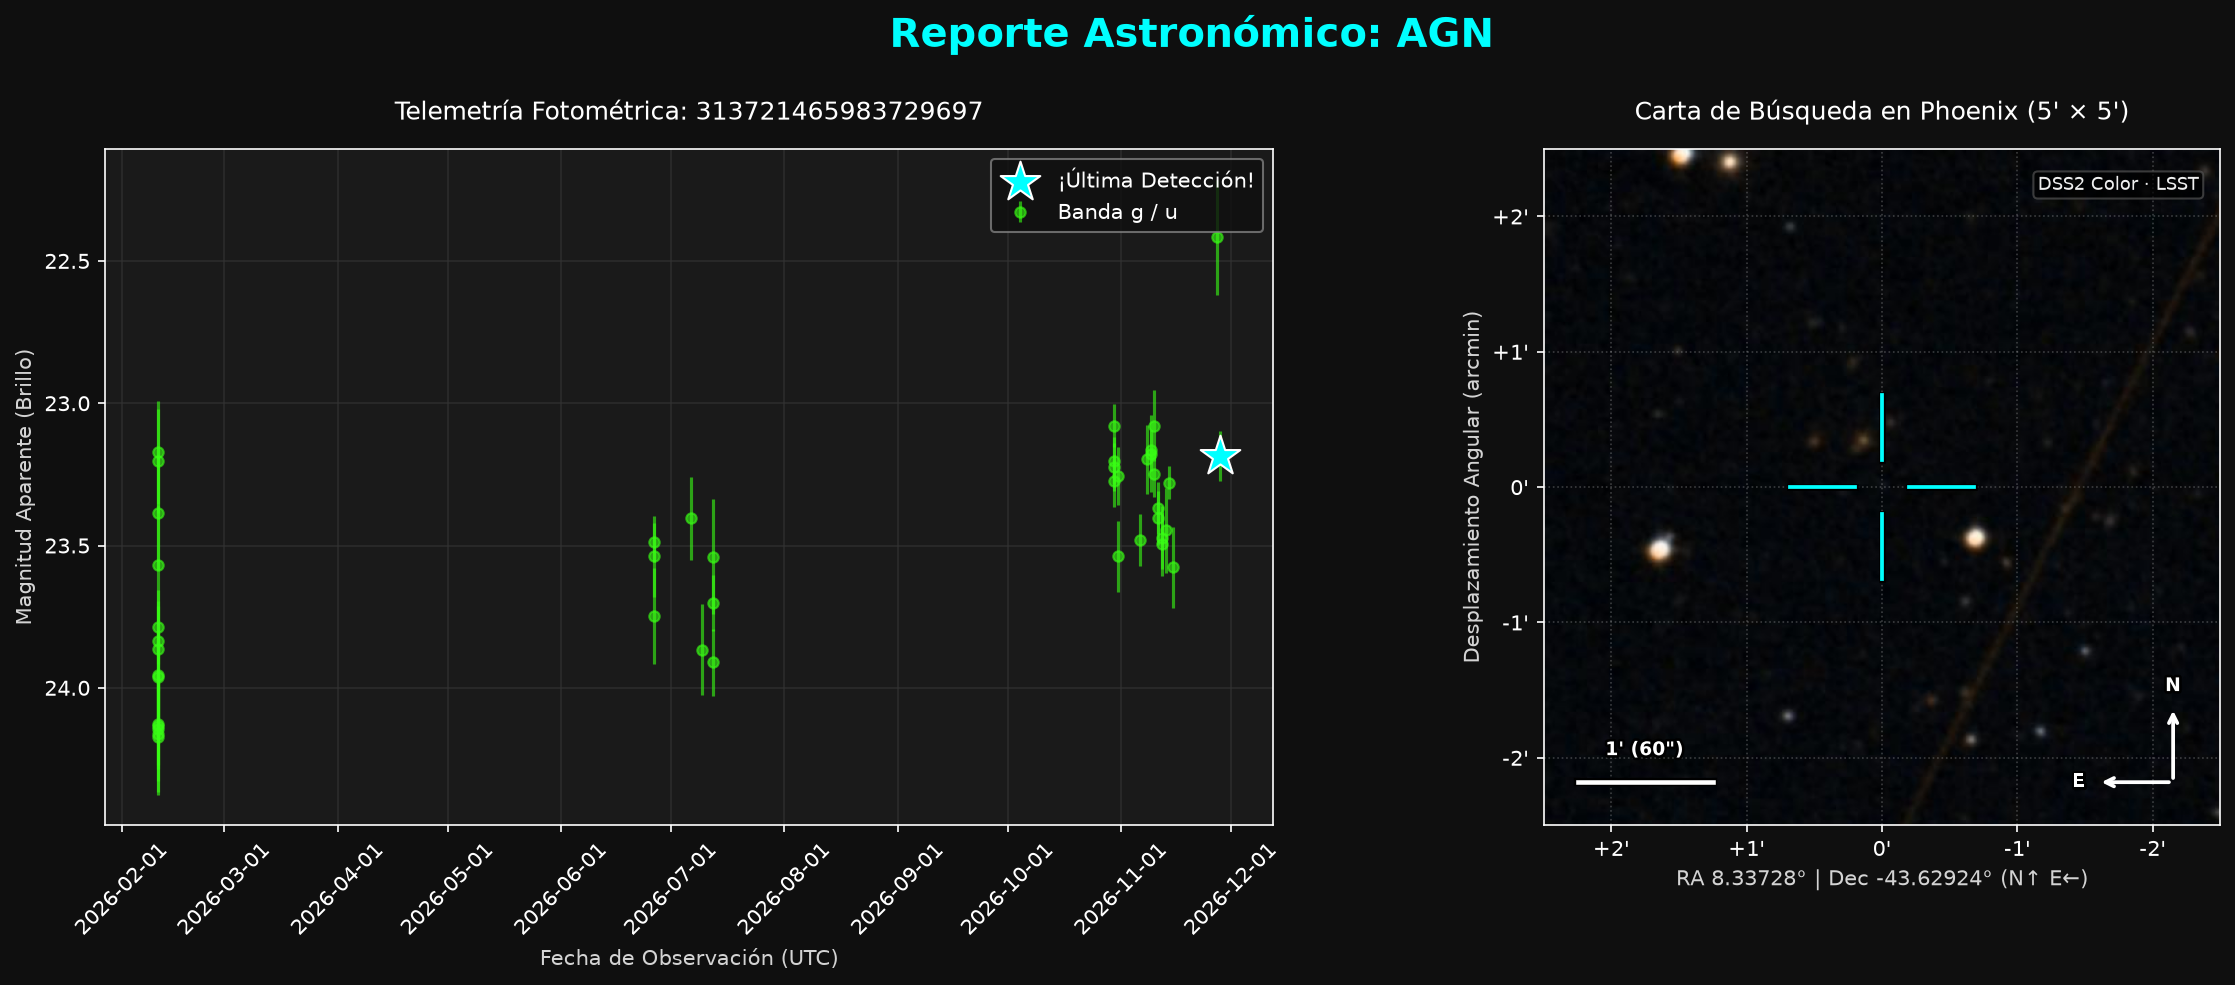 Reporte Astronómico: AGN
Telemetría Fotométrica: 313721465983729697
¡Última Detección!
Banda g / u
Magnitud Aparente (Brillo)
22.5
23.0
23.5
24.0
2026-02-01
2026-03-01
2026-04-01
2026-05-01
2026-06-01
2026-07-01
2026-08-01
2026-09-01
2026-10-01
2026-11-01
2026-12-01
Fecha de Observación (UTC)
Carta de Búsqueda en Phoenix (5' × 5')
DSS2 Color · LSST
Desplazamiento Angular (arcmin)
+2'
+1'
0'
-1'
-2'
N
E
1' (60")
+2'
+1'
0'
-1'
-2'
RA 8.33728° | Dec -43.62924° (N↑ E←)